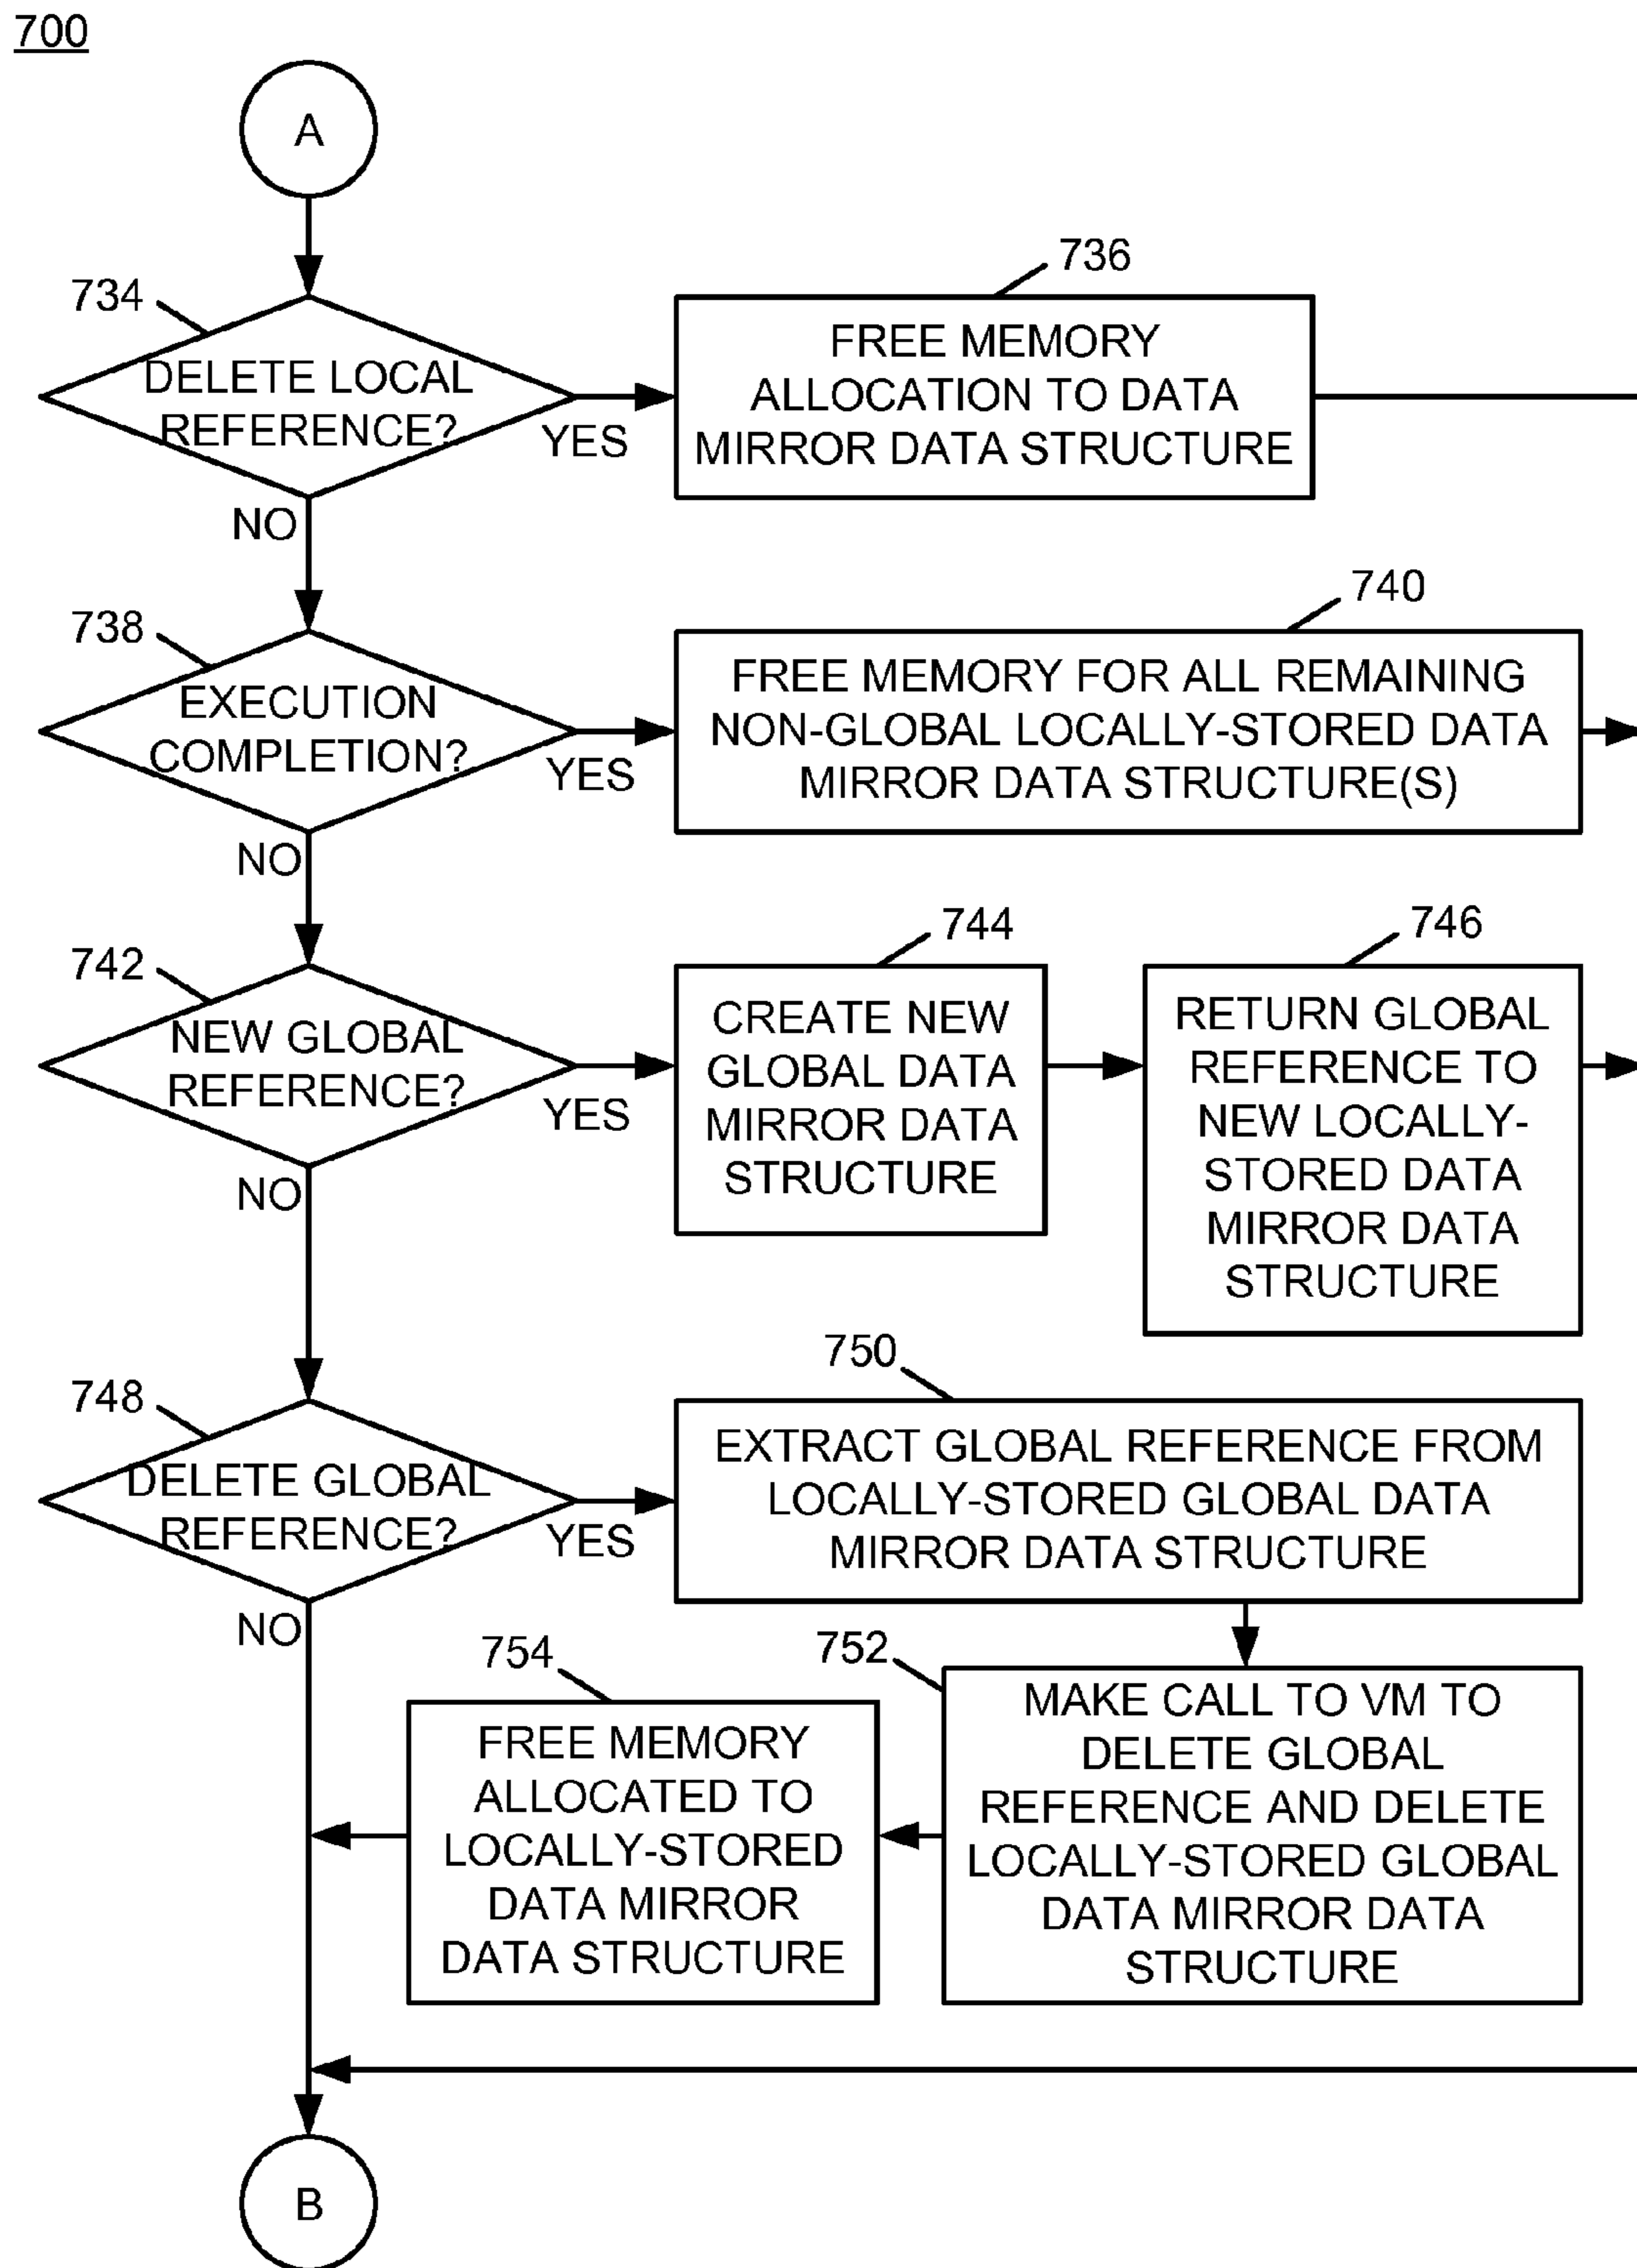 700
A
734
DELETE LOCAL
REFERENCE?
YES
NO
736
FREE MEMORY
ALLOCATION TO DATA
MIRROR DATA STRUCTURE
738
EXECUTION
COMPLETION?
YES
NO
740
FREE MEMORY FOR ALL REMAINING
NON-GLOBAL LOCALLY-STORED DATA
MIRROR DATA STRUCTURE(S)
742
NEW GLOBAL
REFERENCE?
YES
NO
744
CREATE NEW
GLOBAL DATA
MIRROR DATA
STRUCTURE
746
RETURN GLOBAL
REFERENCE TO
NEW LOCALLY-
STORED DATA
MIRROR DATA
STRUCTURE
748
DELETE GLOBAL
REFERENCE?
YES
NO
750
EXTRACT GLOBAL REFERENCE FROM
LOCALLY-STORED GLOBAL DATA
MIRROR DATA STRUCTURE
752
MAKE CALL TO VM TO
DELETE GLOBAL
REFERENCE AND DELETE
LOCALLY-STORED GLOBAL
DATA MIRROR DATA
STRUCTURE
754
FREE MEMORY
ALLOCATED TO
LOCALLY-STORED
DATA MIRROR
DATA STRUCTURE
B